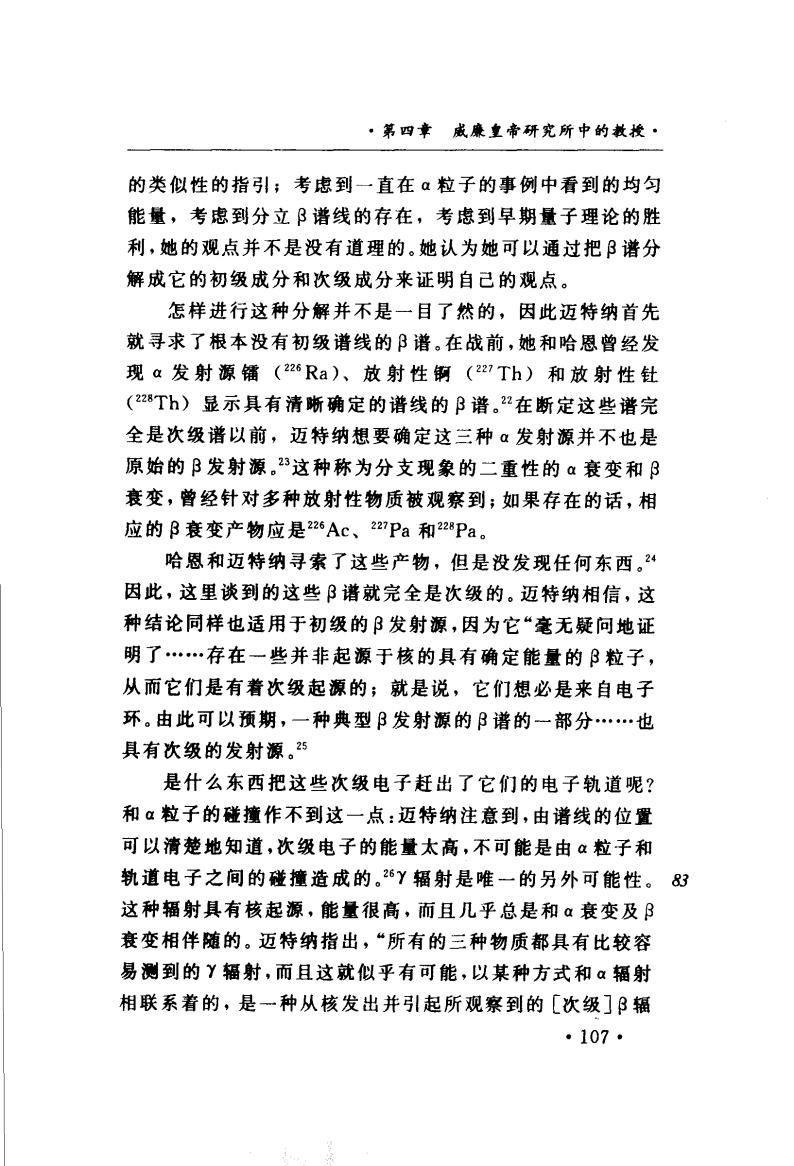 ·第四章 威廉皇帝研究所中的教授·
的类似性的指引；考虑到一直在α粒子的事例中看到的均匀
能量，考虑到分立β谱线的存在，考虑到早期量子理论的胜
利，她的观点并不是没有道理的。她认为她可以通过把β谱分
解成它的初级成分和次级成分来证明自己的观点。
怎样进行这种分解并不是一目了然的，因此迈特纳首先
就寻求了根本没有初级谱线的β谱。在战前，她和哈恩曾经发
现α发射源镭（²²⁶Ra）、放射性锕（²²⁷Th）和放射性钍
（²²⁸Th）显示具有清晰确定的谱线的β谱。²²在断定这些谱完
全是次级谱以前，迈特纳想要确定这三种α发射源并不也是
原始的β发射源。²³这种称为分支现象的二重性的α衰变和β
衰变，曾经针对多种放射性物质被观察到；如果存在的话，相
应的β衰变产物应是²²⁶Ac、²²⁷Pa和²²⁸Pa。
哈恩和迈特纳寻索了这些产物，但是没发现任何东西。²⁴
因此，这里谈到的这些β谱就完全是次级的。迈特纳相信，这
种结论同样也适用于初级的β发射源，因为它“毫无疑问地证
明了……存在一些并非起源于核的具有确定能量的β粒子，
从而它们是有着次级起源的；就是说，它们想必是来自电子
环。由此可以预期，一种典型β发射源的β谱的一部分……也
具有次级的发射源。²⁵
是什么东西把这些次级电子赶出了它们的电子轨道呢？
和α粒子的碰撞作不到这一点：迈特纳注意到，由谱线的位置
可以清楚地知道，次级电子的能量太高，不可能是由α粒子和
轨道电子之间的碰撞造成的。²⁶γ辐射是唯一的另外可能性。 83
这种辐射具有核起源，能量很高，而且几乎总是和α衰变及β
衰变相伴随的。迈特纳指出，“所有的三种物质都具有比较容
易测到的γ辐射，而且这就似乎有可能，以某种方式和α辐射
相联系着的，是一种从核发出并引起所观察到的［次级］β辐
·107·